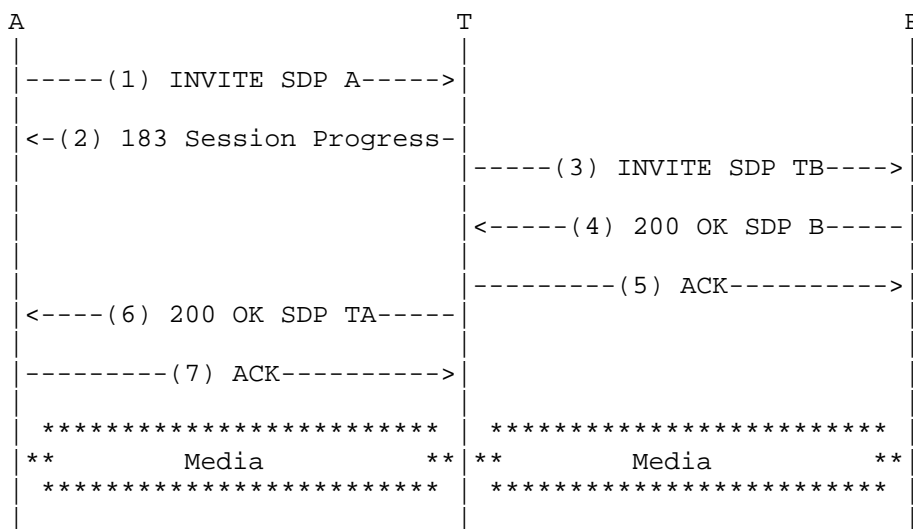 A T B
|-----(1) INVITE SDP A----->|
|<-(2) 183 Session Progress-|
|-----(3) INVITE SDP TB---->|
|<-----(4) 200 OK SDP B-----|
|---------(5) ACK---------->|
|<----(6) 200 OK SDP TA-----|
|---------(7) ACK---------->|
************************* *************************
|** Media **|** Media **|
************************* *************************